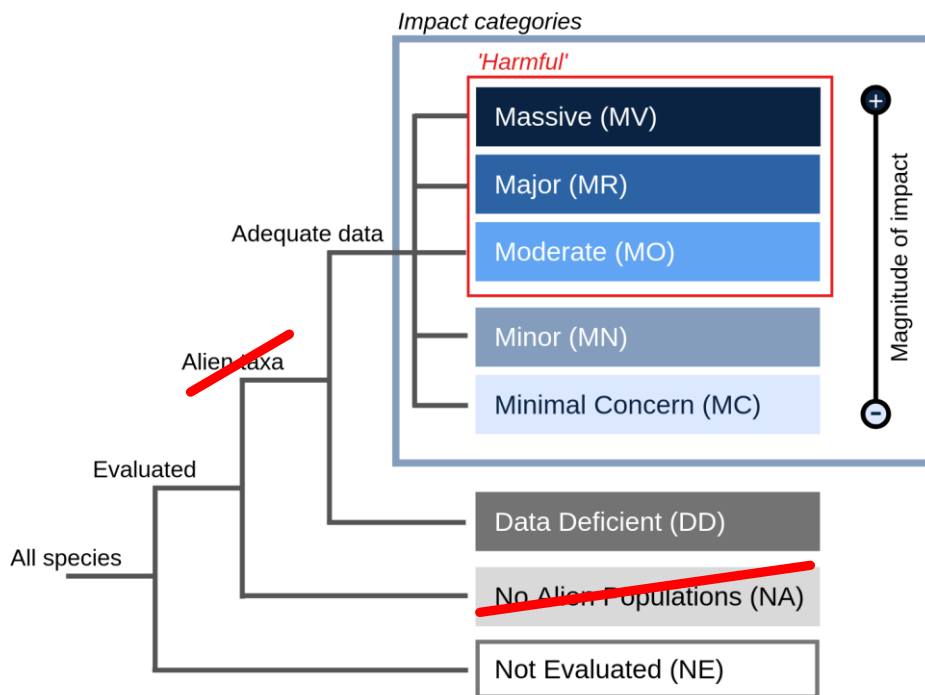 Impact categories
'Harmful'
Massive (MV)
Major (MR)
Moderate (MO)
Minor (MN)
Minimal Concern (MC)
+
Magnitude of impact
-
Adequate data
Alien taxa
Evaluated
All species
Data Deficient (DD)
No Alien Populations (NA)
Not Evaluated (NE)